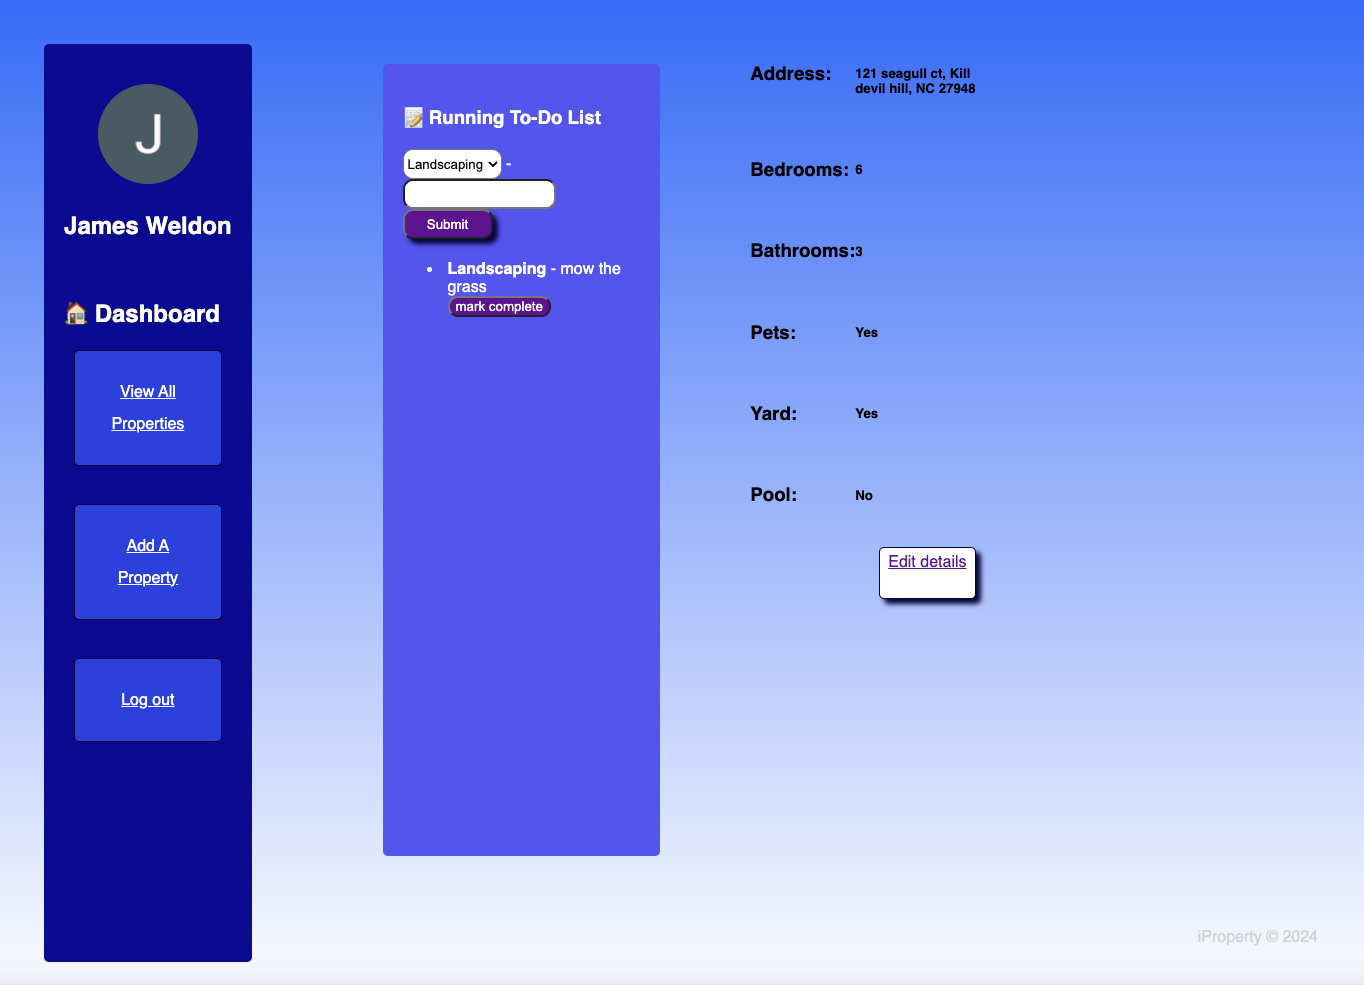 J
James Weldon
🏠 Dashboard
View All
Properties
Add A
Property
Log out
📝 Running To-Do List
Landscaping -
Submit
• Landscaping - mow the
grass
mark complete
Address: 121 seagull ct, Kill
devil hill, NC 27948
Bedrooms: 6
Bathrooms: 3
Pets: Yes
Yard: Yes
Pool: No
Edit details
iProperty © 2024